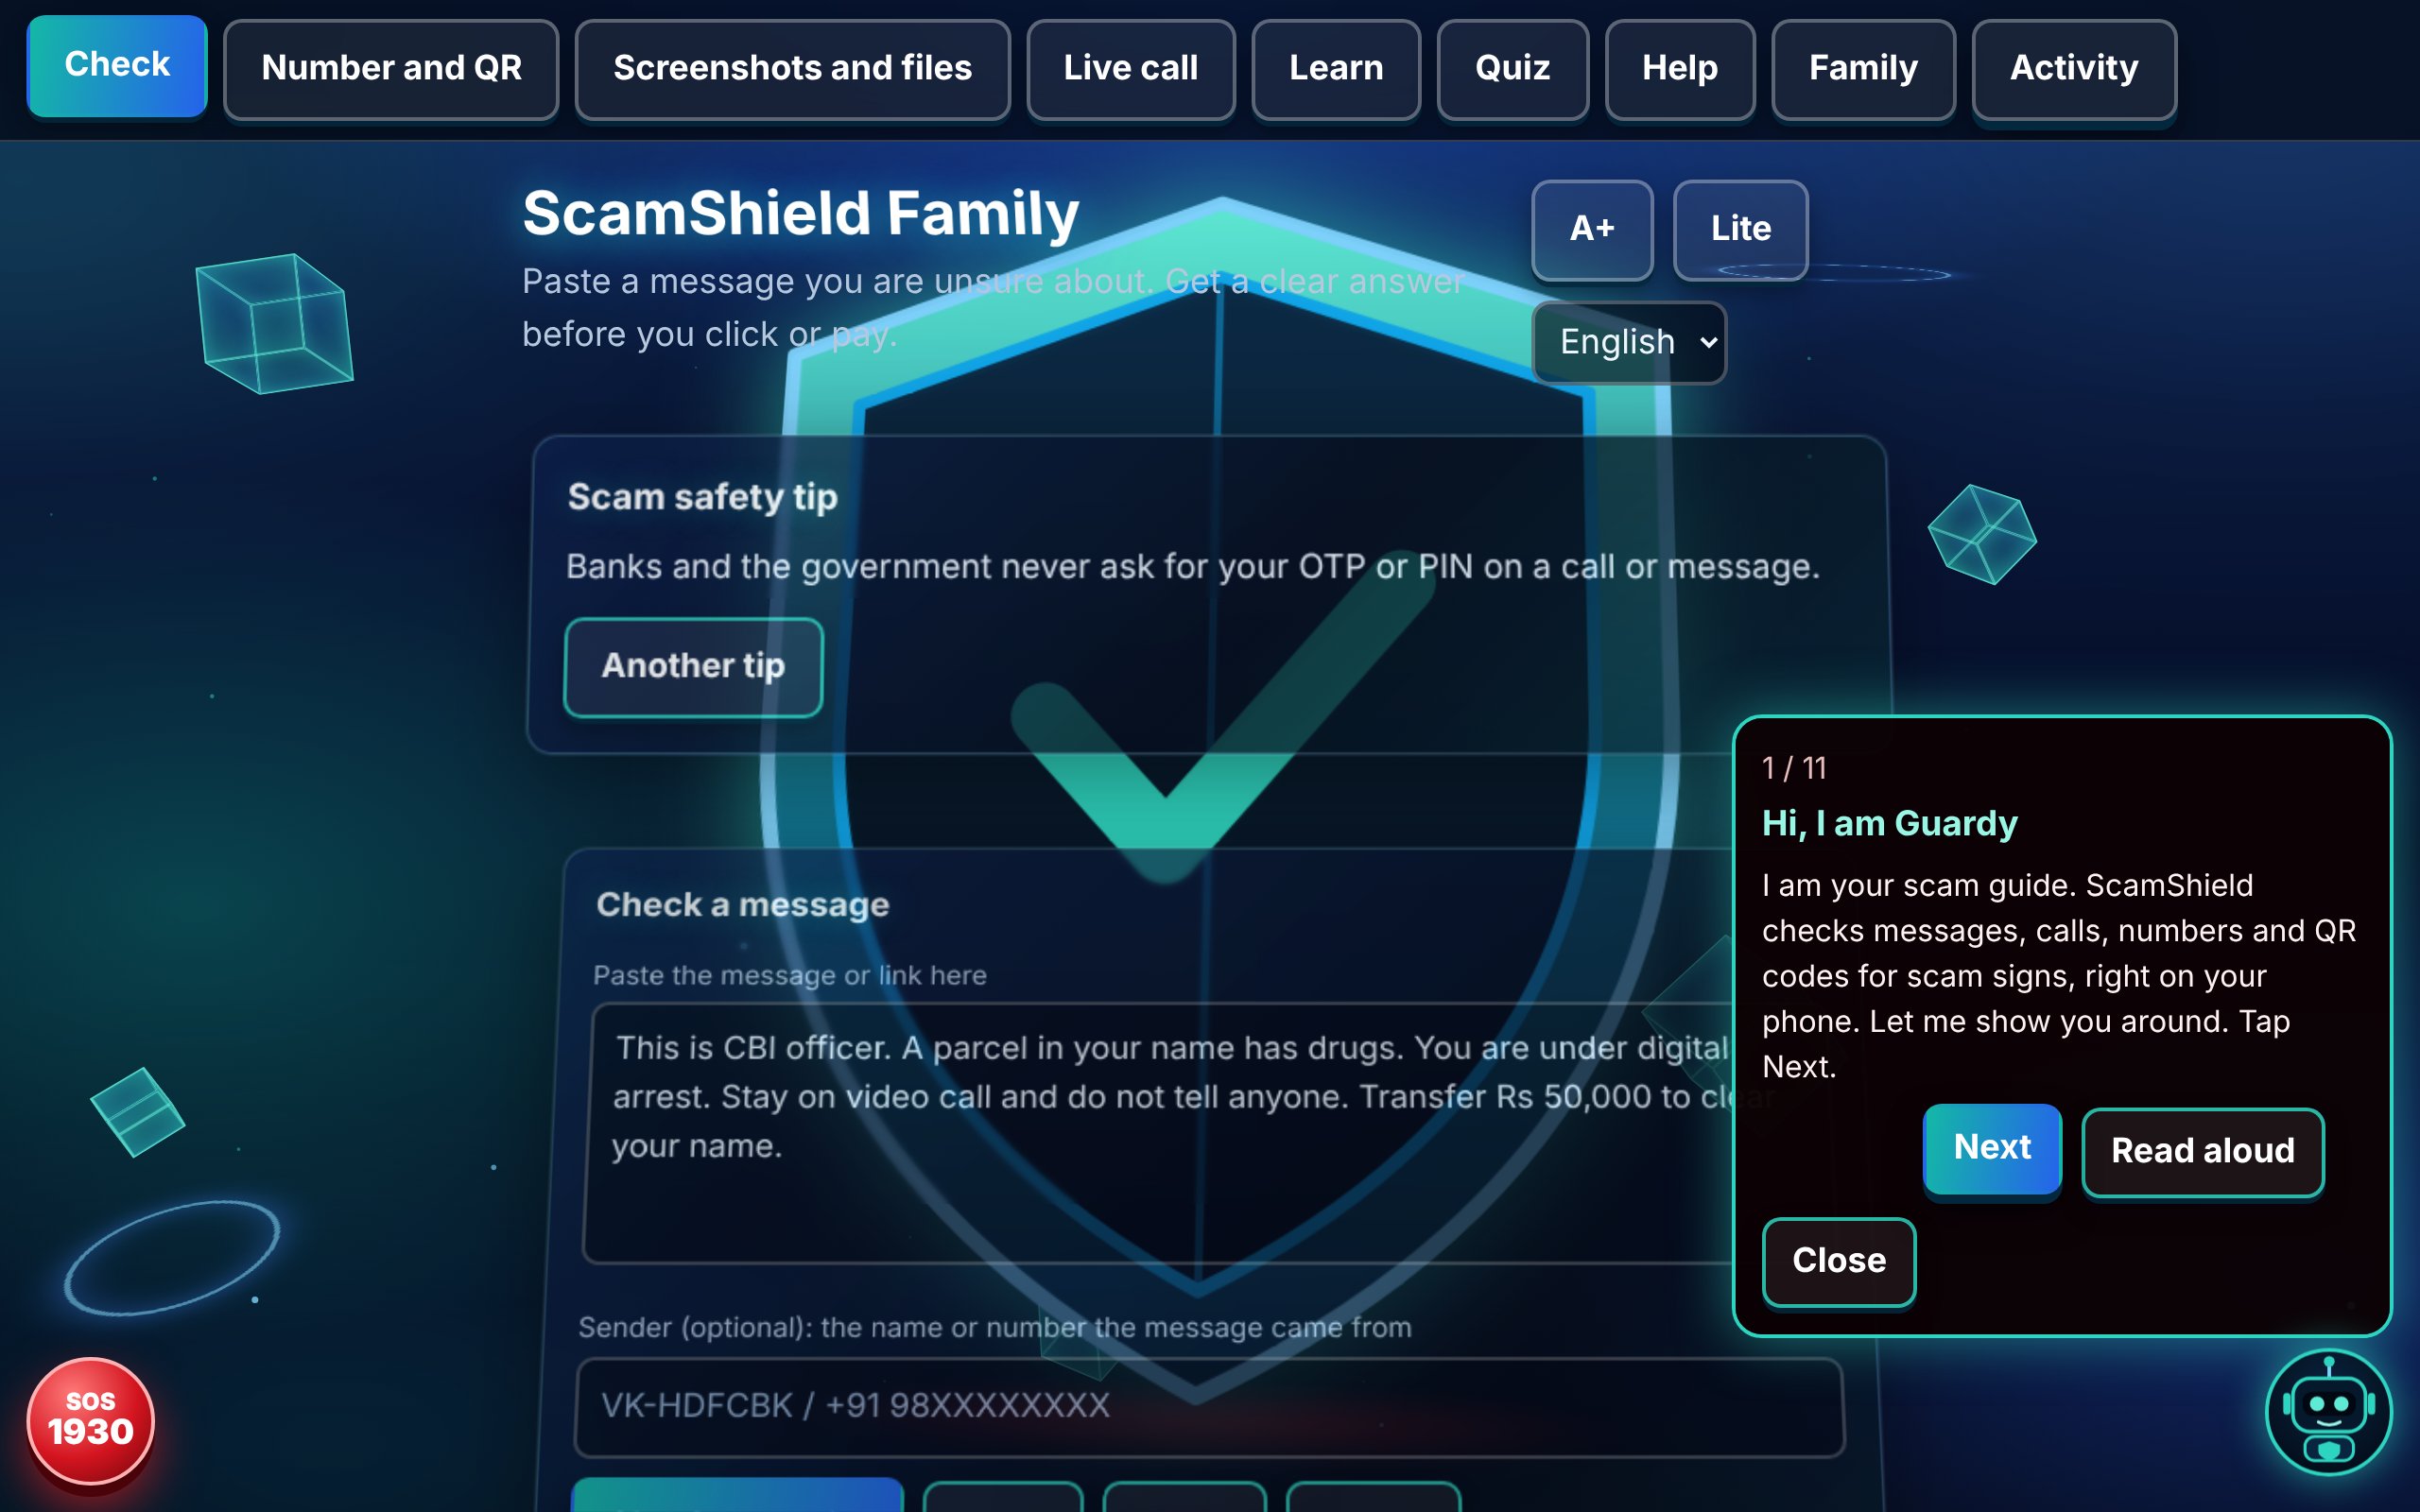 Check
Number and QR
Screenshots and files
Live call
Learn
Quiz
Help
Family
Activity
ScamShield Family
Paste a message you are unsure about. Get a clear answer
before you click or pay.
A+
Lite
English
Scam safety tip
Banks and the government never ask for your OTP or PIN on a call or message.
Another tip
Check a message
Paste the message or link here
This is CBI officer. A parcel in your name has drugs. You are under digital
arrest. Stay on video call and do not tell anyone. Transfer Rs 50,000 to clear
your name.
Sender (optional): the name or number the message came from
VK-HDFCBK / +91 98XXXXXXXX
1 / 11
Hi, I am Guardy
I am your scam guide. ScamShield
checks messages, calls, numbers and QR
codes for scam signs, right on your
phone. Let me show you around. Tap
Next.
Next
Read aloud
Close
SOS
1930